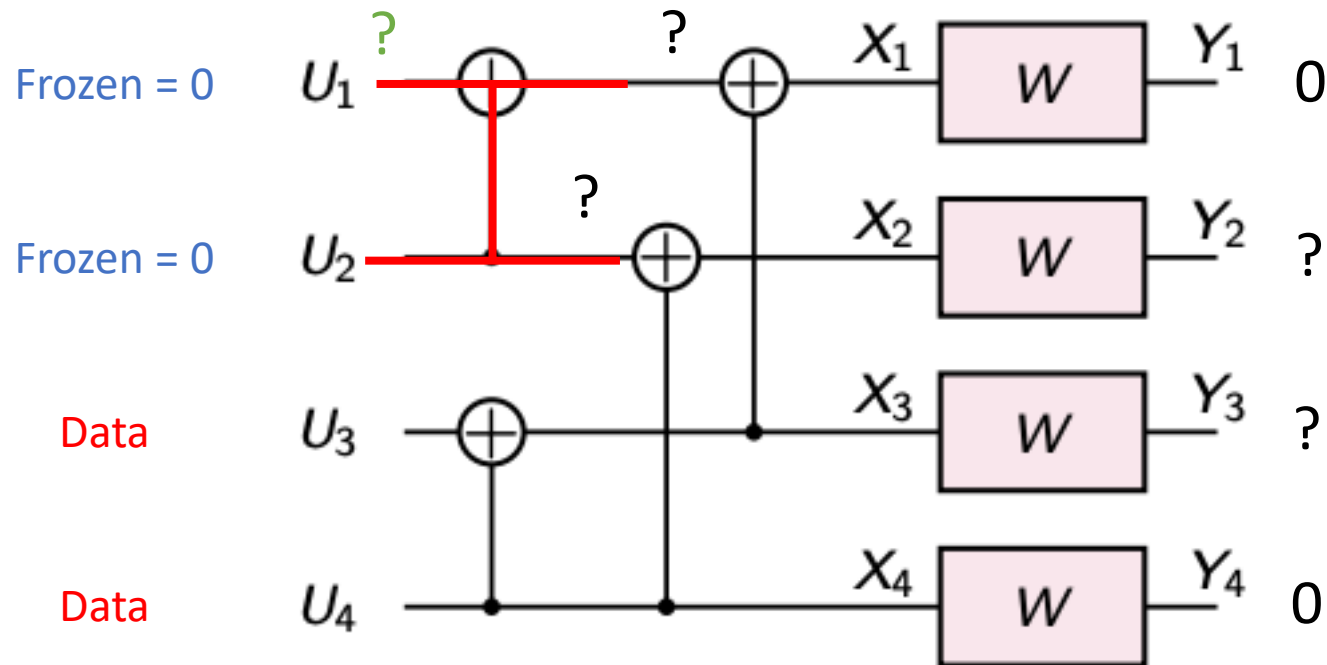 ? ?
Frozen = 0 U₁ X₁ W Y₁ 0
?
Frozen = 0 U₂ X₂ W Y₂ ?
Data U₃ X₃ W Y₃ ?
Data U₄ X₄ W Y₄ 0